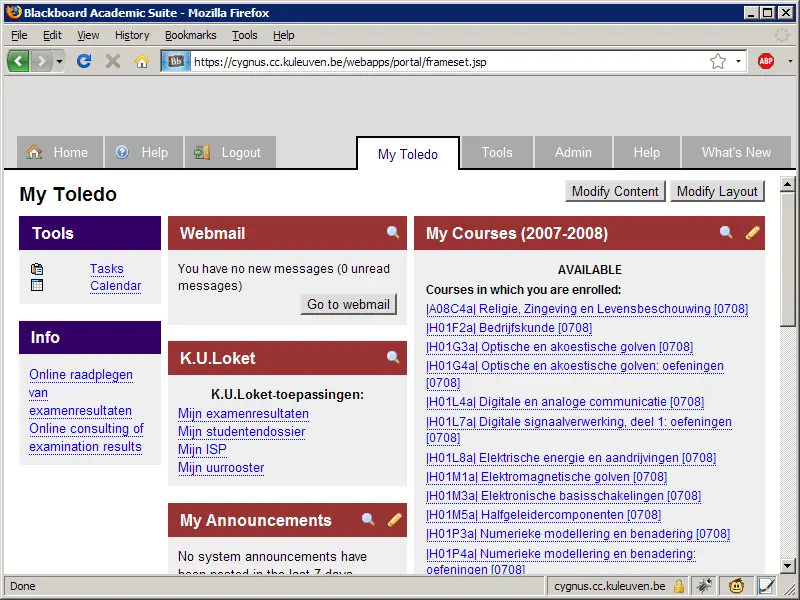 Blackboard Academic Suite - Mozilla Firefox
File Edit View History Bookmarks Tools Help
Bb https://cygnus.cc.kuleuven.be/webapps/portal/frameset.jsp ABP
Home Help Logout My Toledo Tools Admin Help What's New
My Toledo
Modify Content Modify Layout
Tools
Tasks
Calendar
Info
Online raadplegen
van
examenresultaten
Online consulting of
examination results
Webmail
You have no new messages (0 unread
messages)
Go to webmail
K.U.Loket
K.U.Loket-toepassingen:
Mijn examenresultaten
Mijn studentendossier
Mijn ISP
Mijn uurrooster
My Announcements
No system announcements have
been posted in the last 7 days
My Courses (2007-2008)
AVAILABLE
Courses in which you are enrolled:
|A08C4a| Religie, Zingeving en Levensbeschouwing [0708]
|H01F2a| Bedrijfskunde [0708]
|H01G3a| Optische en akoestische golven [0708]
|H01G4a| Optische en akoestische golven: oefeningen
[0708]
|H01L4a| Digitale en analoge communicatie [0708]
|H01L7a| Digitale signaalverwerking, deel 1: oefeningen
[0708]
|H01L8a| Elektrische energie en aandrijvingen [0708]
|H01M1a| Elektromagnetische golven [0708]
|H01M3a| Elektronische basisschakelingen [0708]
|H01M5a| Halfgeleidercomponenten [0708]
|H01P3a| Numerieke modellering en benadering [0708]
|H01P4a| Numerieke modellering en benadering:
oefeningen [0708]
Done cygnus.cc.kuleuven.be